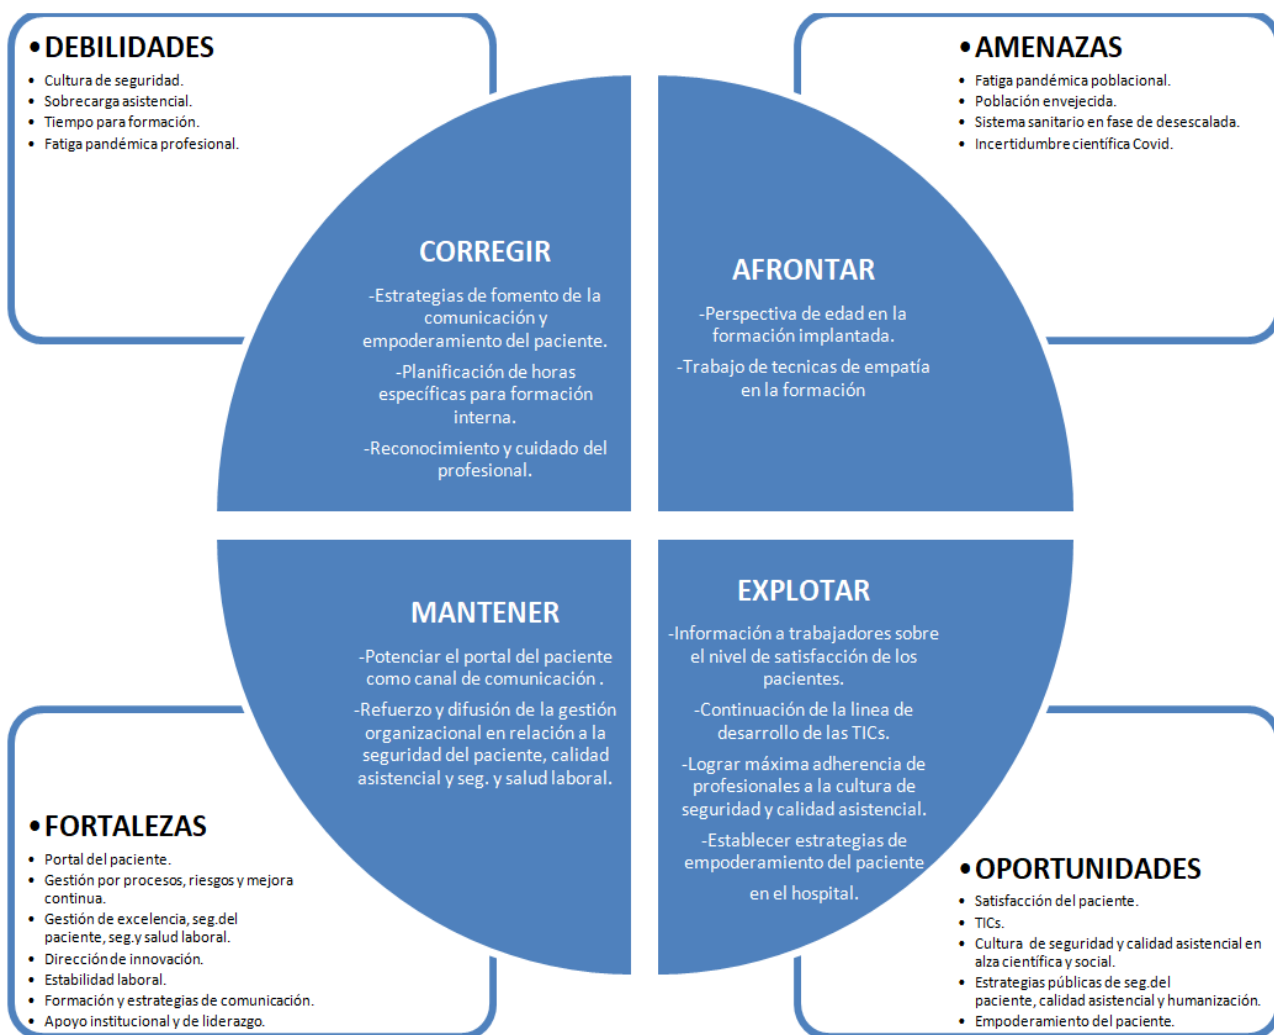 •DEBILIDADES
• Cultura de seguridad.
• Sobrecarga asistencial.
• Tiempo para formación.
• Fatiga pandémica profesional.
•AMENAZAS
• Fatiga pandémica poblacional.
• Población envejecida.
• Sistema sanitario en fase de desescalada.
• Incertidumbre científica Covid.
CORREGIR
-Estrategias de fomento de la
comunicación y
empoderamiento del paciente.
-Planificación de horas
específicas para formación
interna.
-Reconocimiento y cuidado del
profesional.
AFRONTAR
-Perspectiva de edad en la
formación implantada.
-Trabajo de tecnicas de empatía
en la formación
MANTENER
-Potenciar el portal del paciente
como canal de comunicación .
-Refuerzo y difusión de la gestión
organizacional en relación a la
seguridad del paciente, calidad
asistencial y seg. y salud laboral.
EXPLOTAR
-Información a trabajadores sobre
el nivel de satisfacción de los
pacientes.
-Continuación de la linea de
desarrollo de las TICs.
-Lograr máxima adherencia de
profesionales a la cultura de
seguridad y calidad asistencial.
-Establecer estrategias de
empoderamiento del paciente
en el hospital.
•FORTALEZAS
• Portal del paciente.
• Gestión por procesos, riesgos y mejora
continua.
• Gestión de excelencia, seg.del
paciente, seg.y salud laboral.
• Dirección de innovación.
• Estabilidad laboral.
• Formación y estrategias de comunicación.
• Apoyo institucional y de liderazgo.
•OPORTUNIDADES
• Satisfacción del paciente.
• TICs.
• Cultura de seguridad y calidad asistencial en
alza científica y social.
• Estrategias públicas de seg.del
paciente, calidad asistencial y humanización.
• Empoderamiento del paciente.